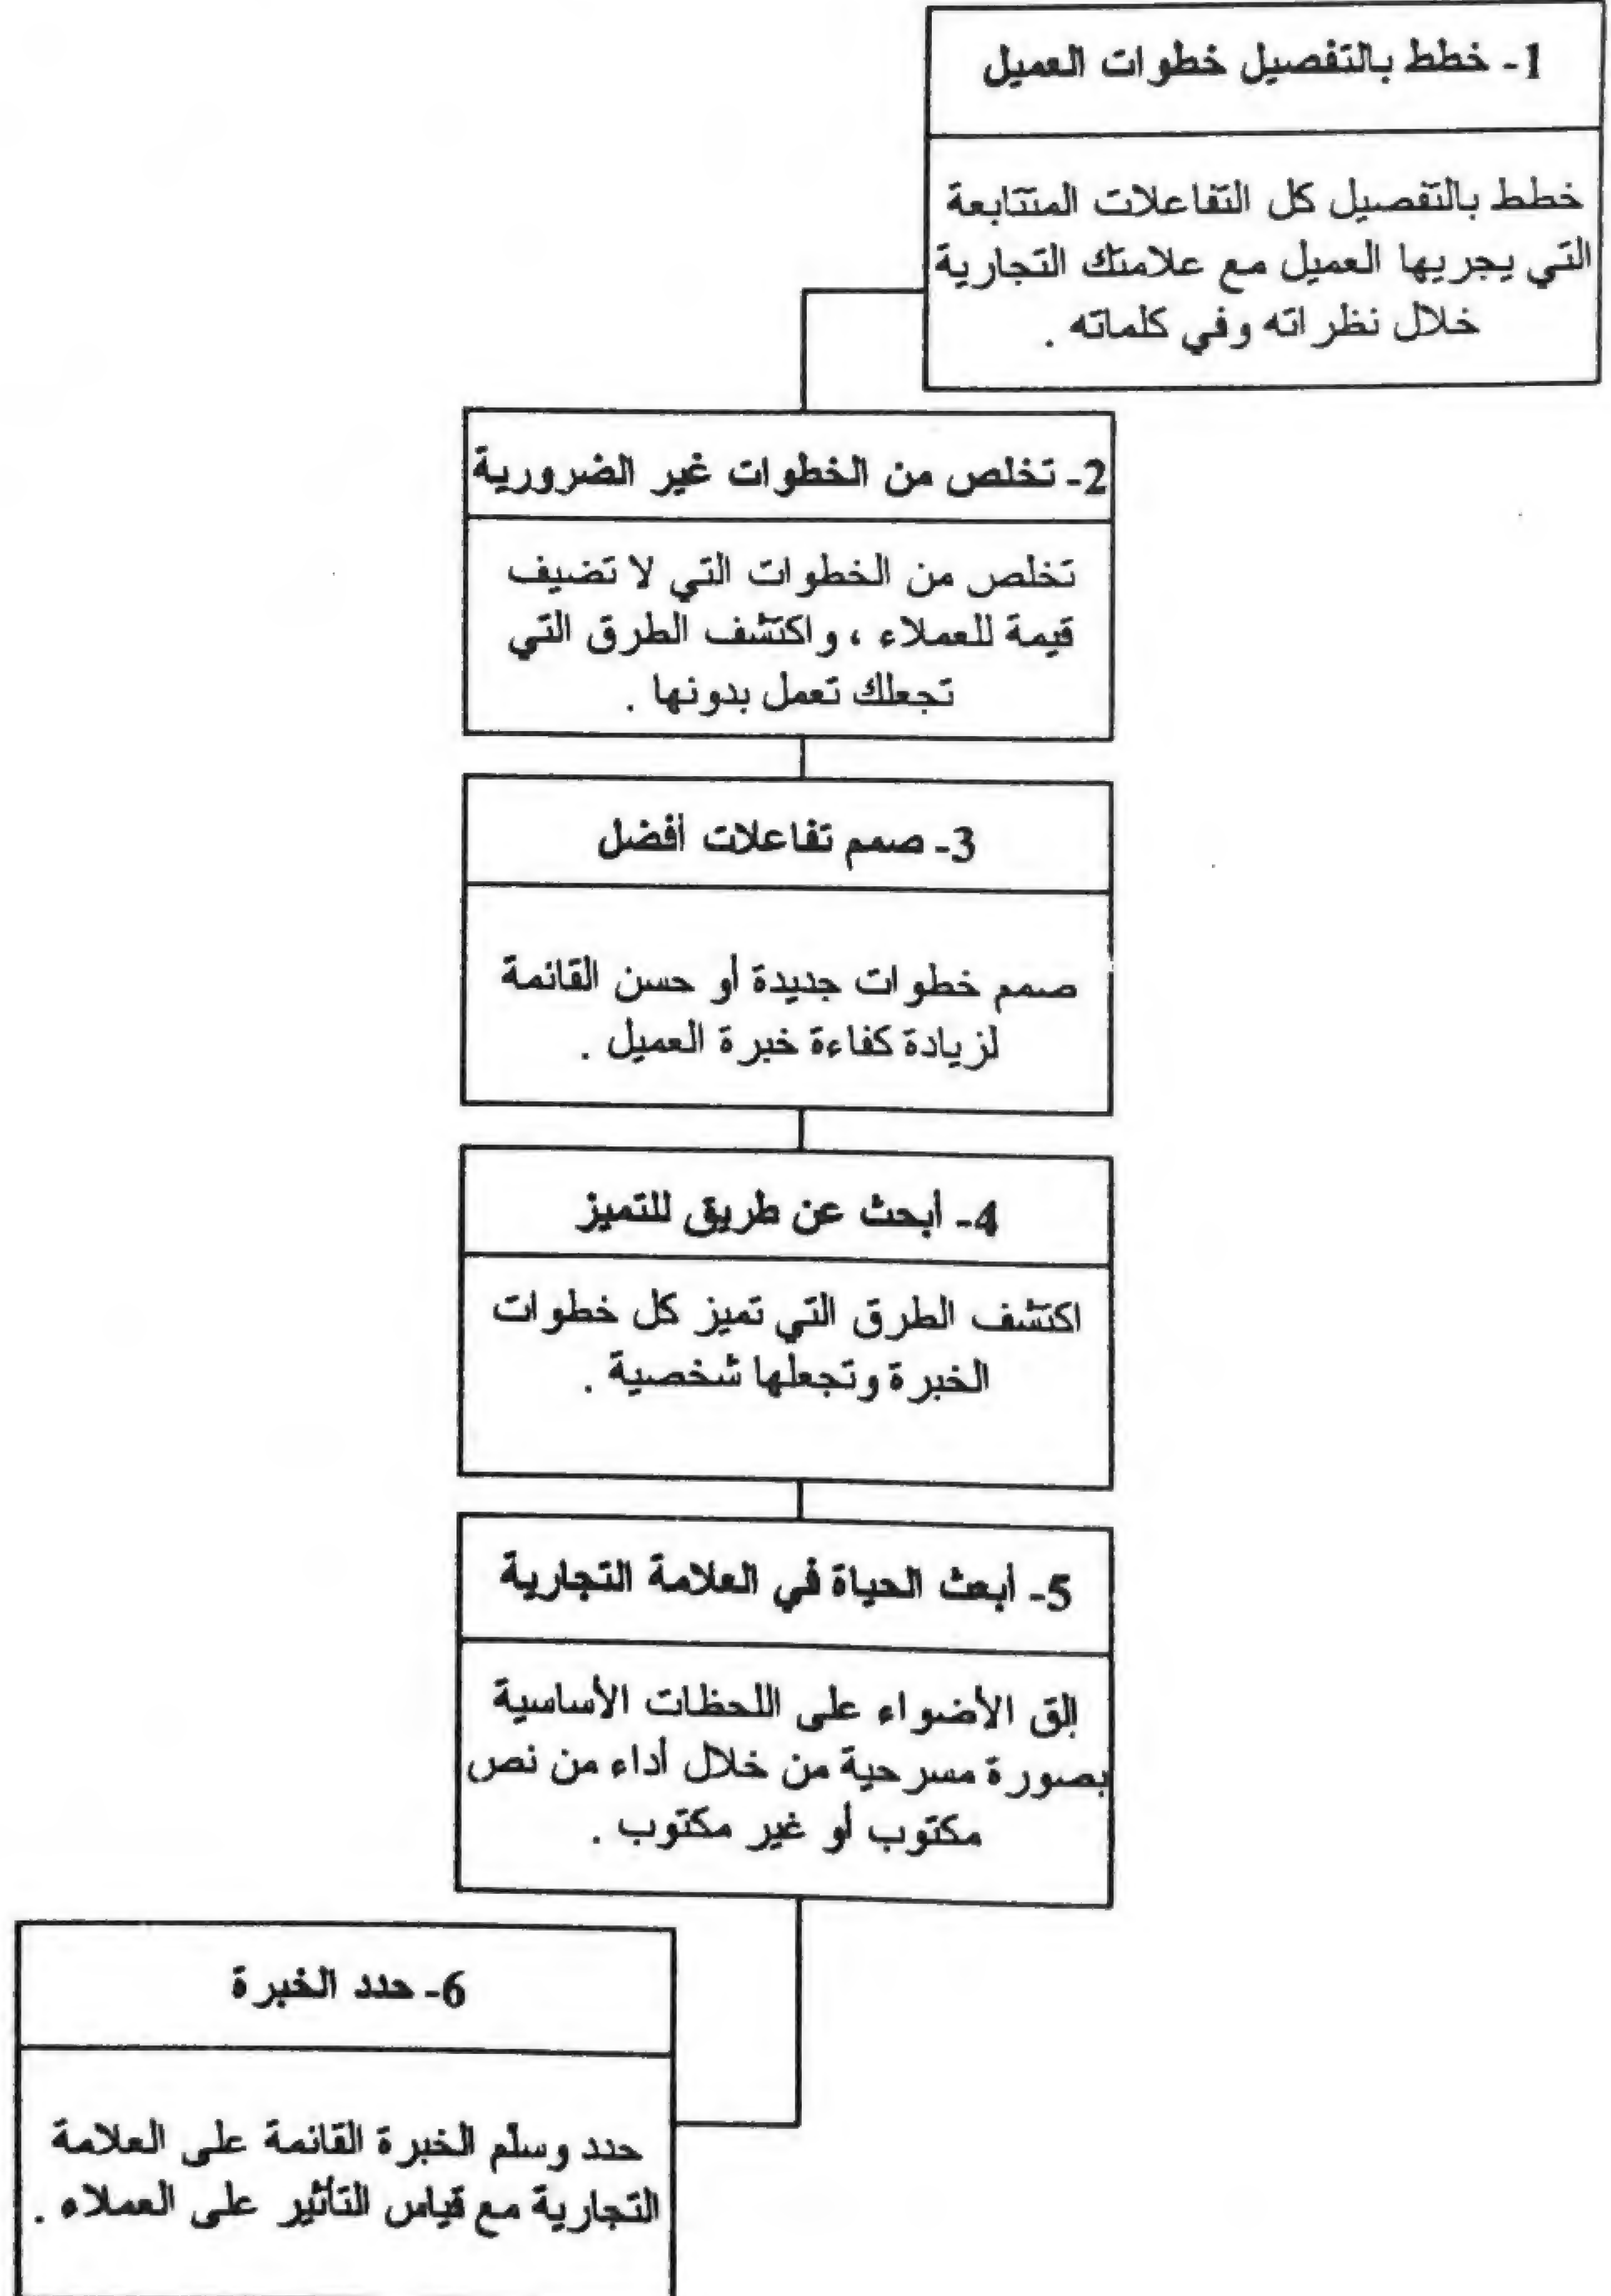 1- خطط بالتفصيل خطوات العميل
خطط بالتفصيل كل التفاعلات المتتابعة
التي يجريها العميل مع علامتك التجارية
خلال نظراته وفي كلماته .
2- تخلص من الخطوات غير الضرورية
تخلص من الخطوات التي لا تضيف
قيمة للعملاء ، واكتشف الطرق التي
تجعلك تعمل بدونها .
3- صمم تفاعلات أفضل
صمم خطوات جديدة أو حسن القائمة
لزيادة كفاءة خبرة العميل .
4- أبحث عن طريق للتميز
اكتشف الطرق التي تميز كل خطوات
الخبرة وتجعلها شخصية .
5- أبعث الحياة في العلامة التجارية
إلق الأضواء على اللحظات الأساسية
بصورة مسرحية من خلال أداء من نص
مكتوب أو غير مكتوب .
6- حدد الخبرة
حدد وسلم الخبرة القائمة على العلامة
التجارية مع قياس التأثير على العملاء .